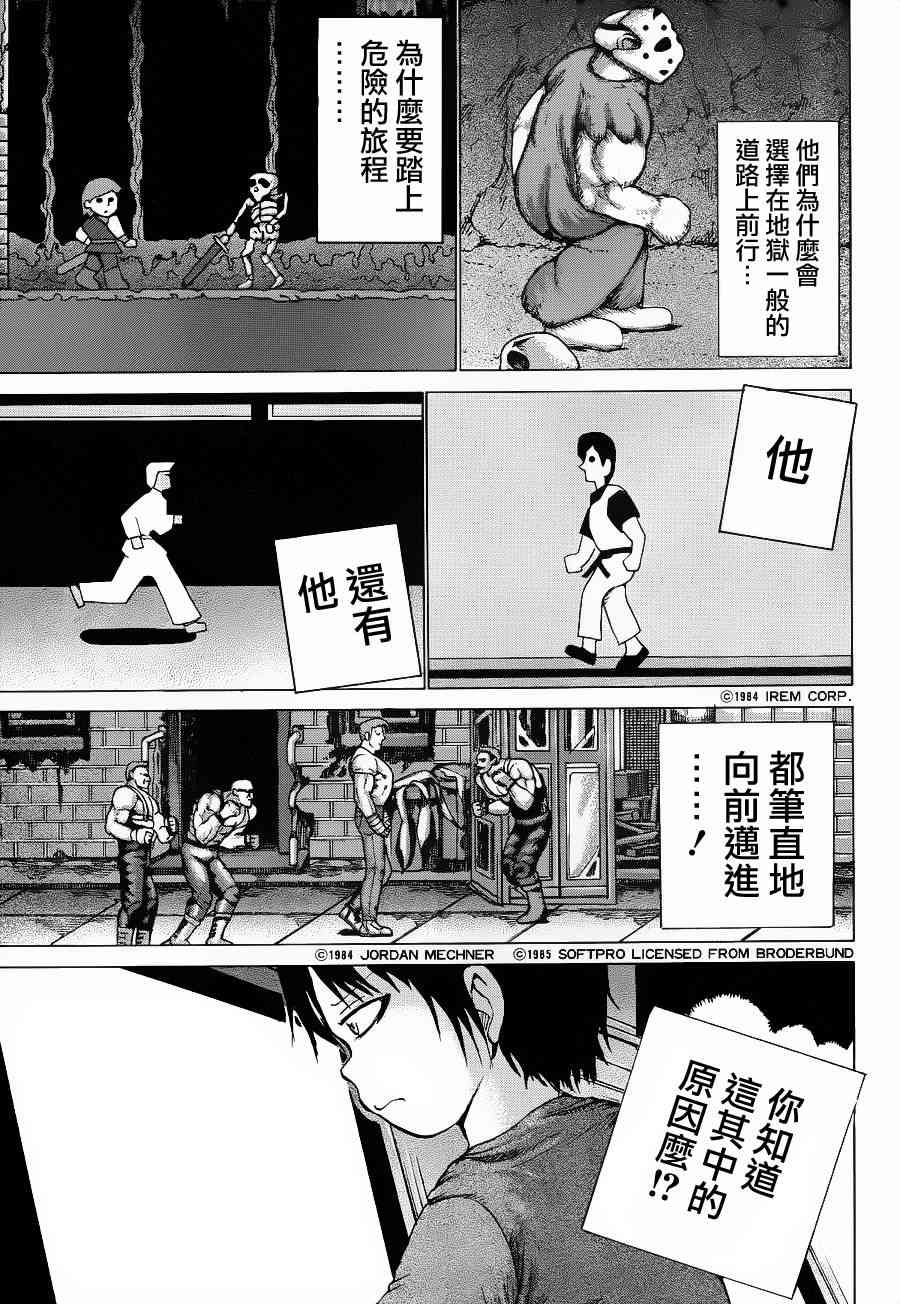 他們為什麼會
選擇在地獄一般的
道路上前行…
為什麼要踏上
危險的旅程
………
他
還有
他
©1984 IREM CORP.
都筆直地
向前邁進
……！
©1984 JORDAN MECHNER ©1985 SOFTPRO LICENSED FROM BRODERBUND
你知道
這其中的
原因麼!?